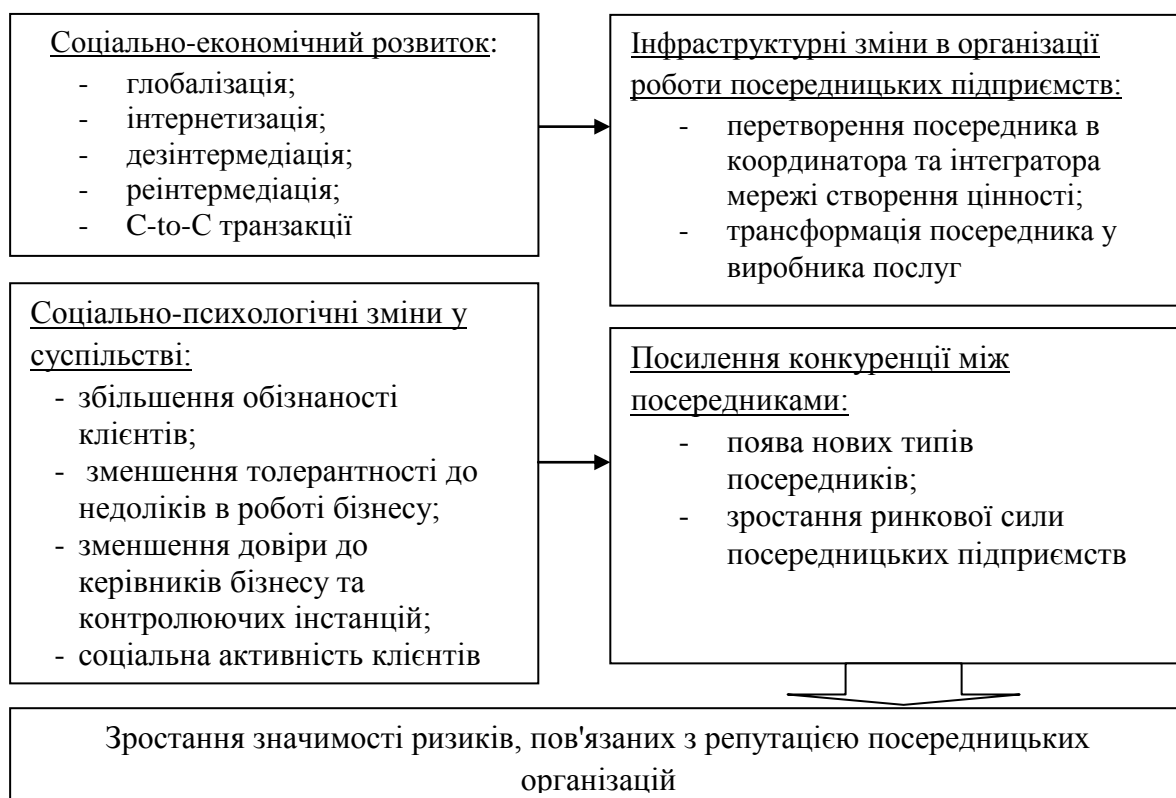 Соціально-економічний розвиток:
- глобалізація;
- інтернетизація;
- дезінтермедіація;
- реінтермедіація;
- C-to-C транзакції
Інфраструктурні зміни в організації
роботи посередницьких підприємств:
- перетворення посередника в
координатора та інтегратора
мережі створення цінності;
- трансформація посередника у
виробника послуг
Соціально-психологічні зміни у
суспільстві:
- збільшення обізнаності
клієнтів;
- зменшення толерантності до
недоліків в роботі бізнесу;
- зменшення довіри до
керівників бізнесу та
контролюючих інстанцій;
- соціальна активність клієнтів
Посилення конкуренції між
посередниками:
- поява нових типів
посередників;
- зростання ринкової сили
посередницьких підприємств
Зростання значимості ризиків, пов'язаних з репутацією посередницьких
організацій